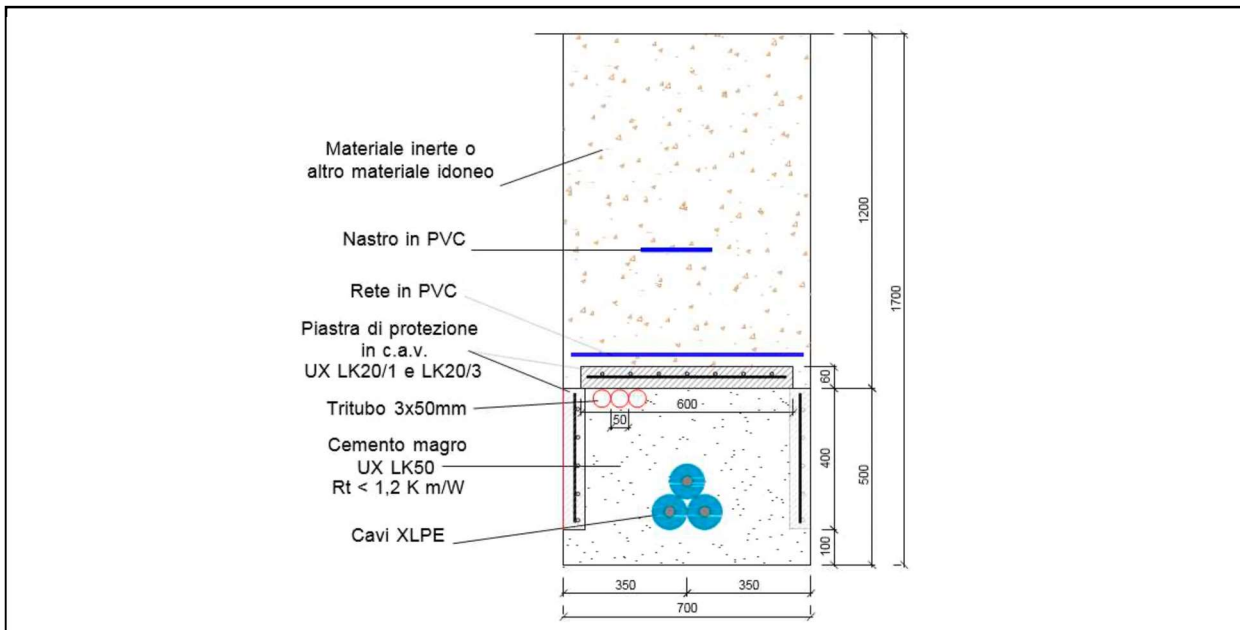 Materiale inerte o
altro materiale idoneo
Nastro in PVC
Rete in PVC
Piastra di protezione
in c.a.v.
UX LK20/1 e LK20/3
Tritubo 3x50mm
Cemento magro
UX LK50
Rt < 1,2 K m/W
Cavi XLPE
1200
1700
60
600
50
400
500
100
350
350
700